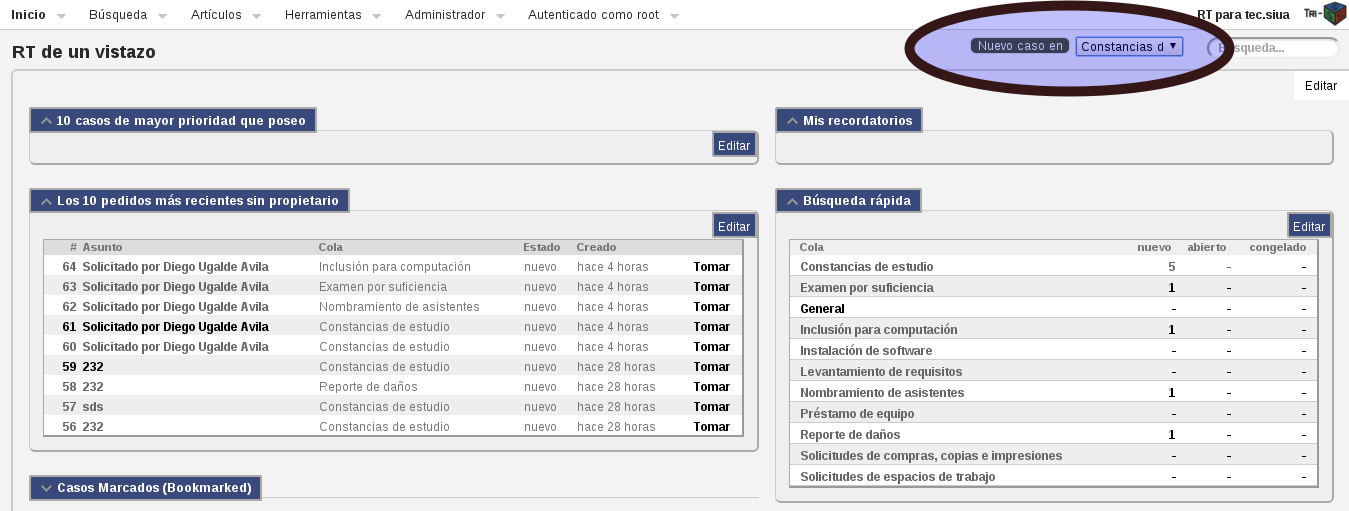 Inicio Búsqueda Artículos Herramientas Administrador Autenticado como root RT para tec.siua TRI-
RT de un vistazo Nuevo caso en Constancias d Búsqueda...
Editar
10 casos de mayor prioridad que poseo
Editar
Mis recordatorios
Los 10 pedidos más recientes sin propietario
Editar
# Asunto Cola Estado Creado
64 Solicitado por Diego Ugalde Avila Inclusión para computación nuevo hace 4 horas Tomar
63 Solicitado por Diego Ugalde Avila Examen por suficiencia nuevo hace 4 horas Tomar
62 Solicitado por Diego Ugalde Avila Nombramiento de asistentes nuevo hace 4 horas Tomar
61 Solicitado por Diego Ugalde Avila Constancias de estudio nuevo hace 4 horas Tomar
60 Solicitado por Diego Ugalde Avila Constancias de estudio nuevo hace 4 horas Tomar
59 232 Constancias de estudio nuevo hace 28 horas Tomar
58 232 Reporte de daños nuevo hace 28 horas Tomar
57 sds Constancias de estudio nuevo hace 28 horas Tomar
56 232 Constancias de estudio nuevo hace 28 horas Tomar
Casos Marcados (Bookmarked)
Búsqueda rápida
Editar
Cola nuevo abierto congelado
Constancias de estudio 5 - -
Examen por suficiencia 1 - -
General - - -
Inclusión para computación 1 - -
Instalación de software - - -
Levantamiento de requisitos - - -
Nombramiento de asistentes 1 - -
Préstamo de equipo - - -
Reporte de daños 1 - -
Solicitudes de compras, copias e impresiones - - -
Solicitudes de espacios de trabajo - - -